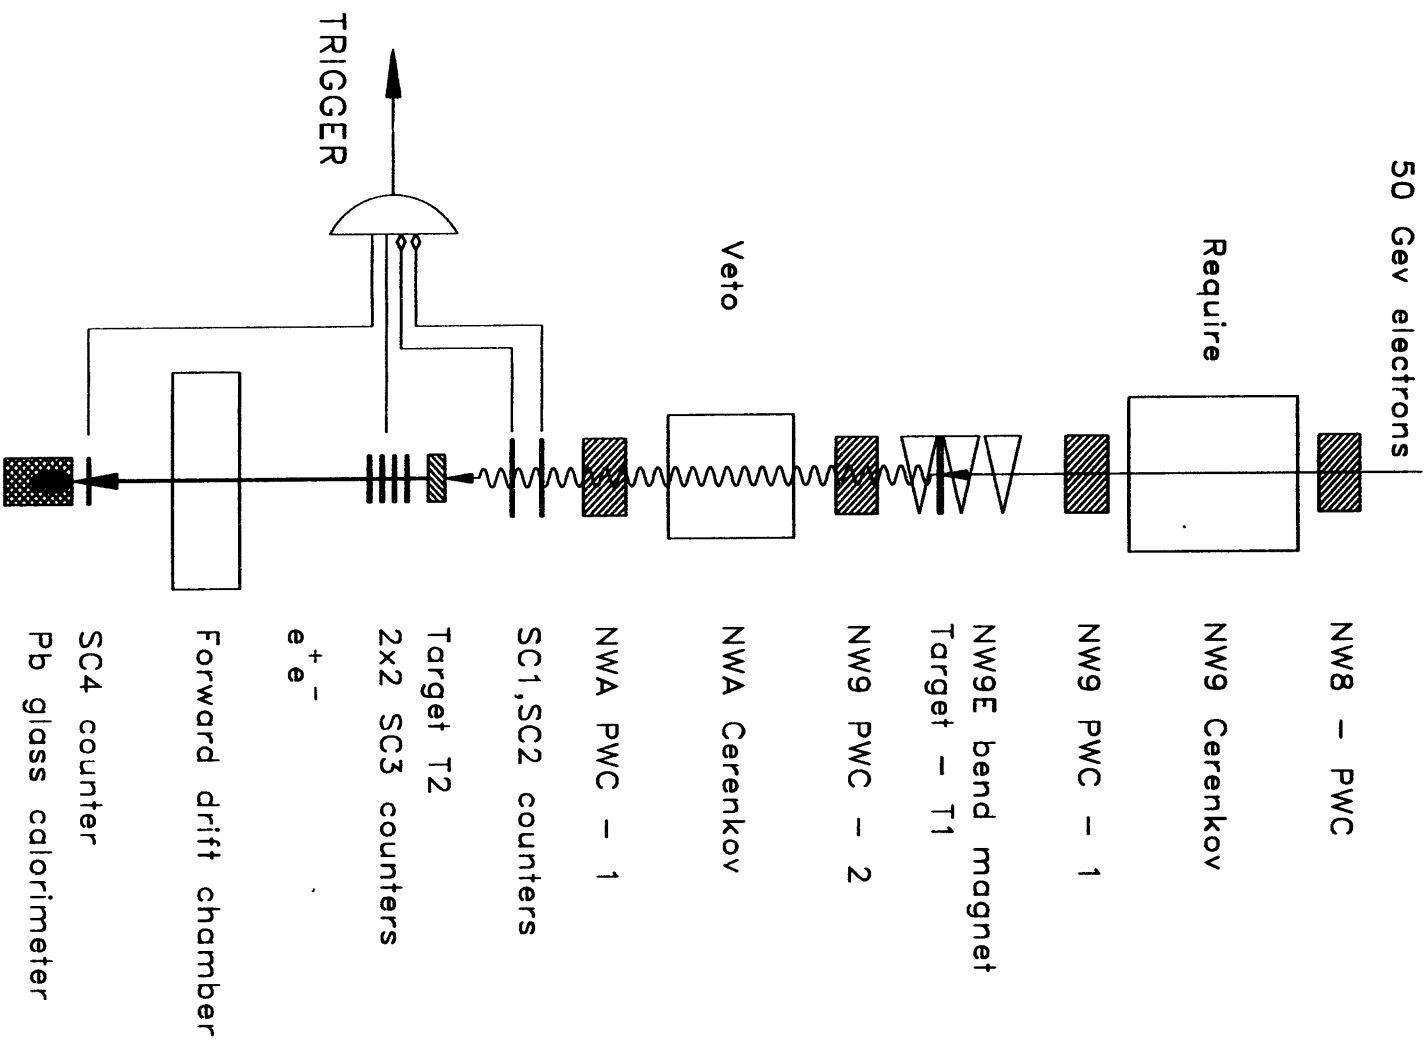 50 Gev electrons
NW8 - PWC
Require
NW9 Cerenkov
NW9 PWC - 1
NW9E bend magnet
Target - T1
NW9 PWC - 2
Veto
NWA Cerenkov
NWA PWC - 1
SC1,SC2 counters
Target T2
2x2 SC3 counters
TRIGGER
e+e-
Forward drift chamber
SC4 counter
Pb glass calorimeter